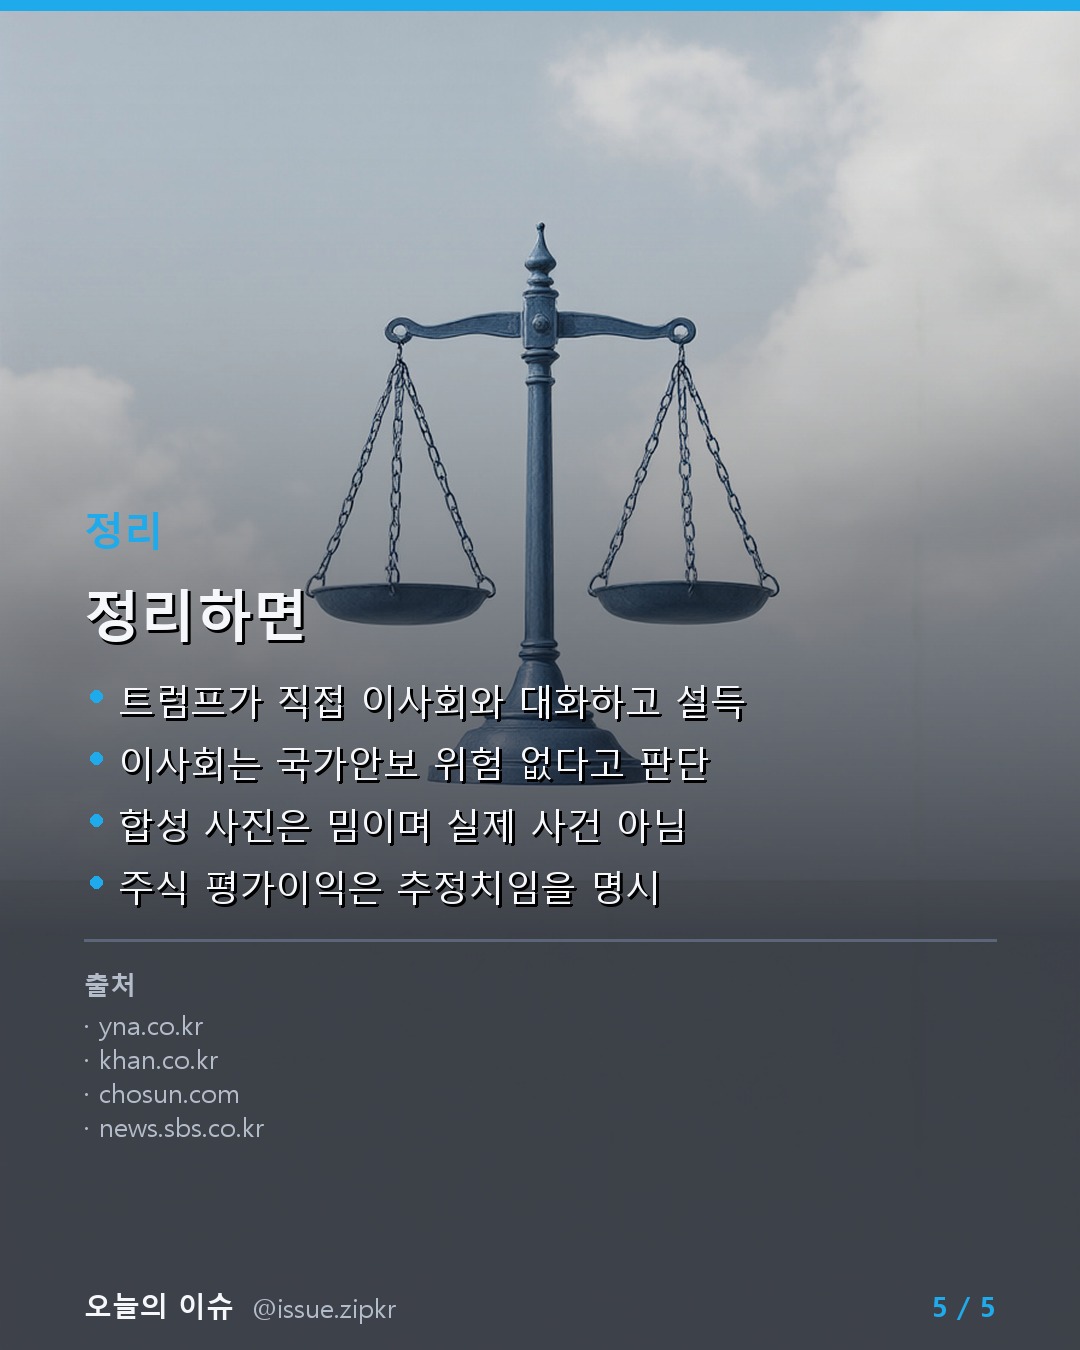 정리
정리하면
• 트럼프가 직접 이사회와 대화하고 설득
• 이사회는 국가안보 위험 없다고 판단
• 합성 사진은 밈이며 실제 사건 아님
• 주식 평가이익은 추정치임을 명시
출처
· yna.co.kr
· khan.co.kr
· chosun.com
· news.sbs.co.kr
오늘의 이슈 @issue.zipkr 5 / 5